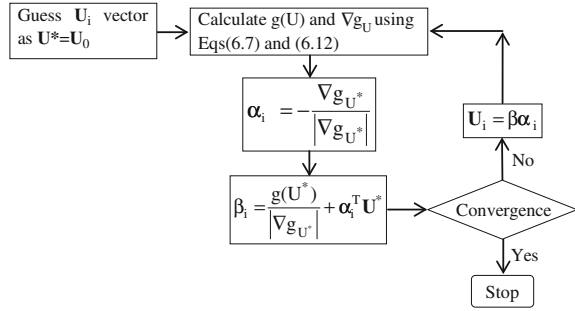 Guess U_i vector
as U*=U_0
Calculate g(U) and ∇g_U using
Eqs(6.7) and (6.12)
α_i = −∇g_{U*} / |∇g_{U*}|
U_i = βα_i
No
β_i = g(U*) / |∇g_{U*}| + α_i^T U*
Convergence
Yes
Stop